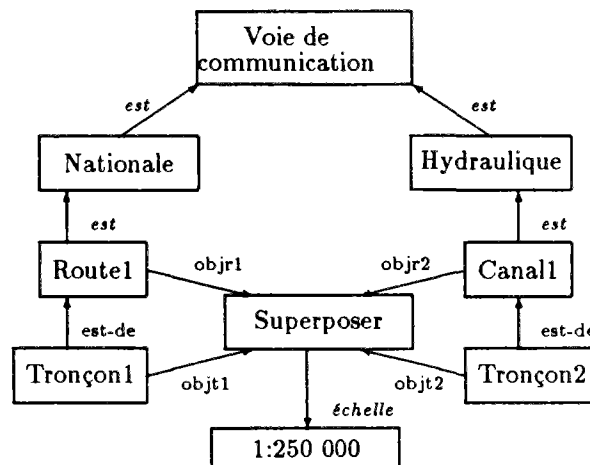 Voie de
communication
est
est
Nationale
Hydraulique
est
est
Route1
objr1
objr2
Canal1
Superposer
est-de
est-de
Tronçon1
objt1
objt2
Tronçon2
échelle
1:250 000